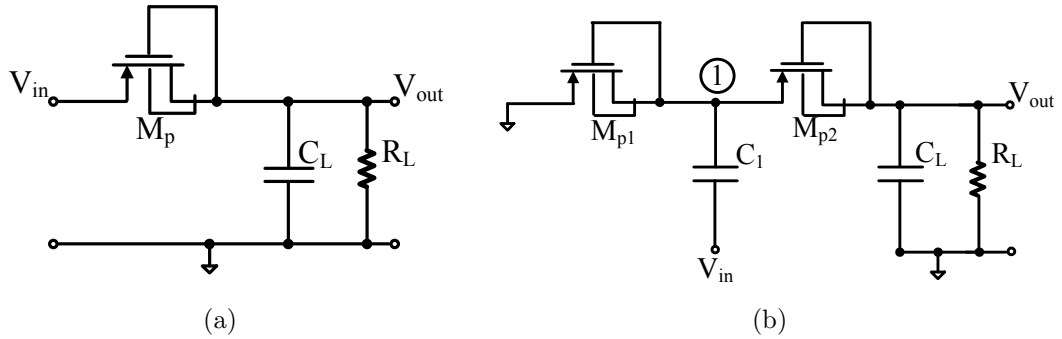 V_in
M_p
C_L
R_L
V_out
(a)
M_p1
1
C_1
V_in
M_p2
C_L
R_L
V_out
(b)